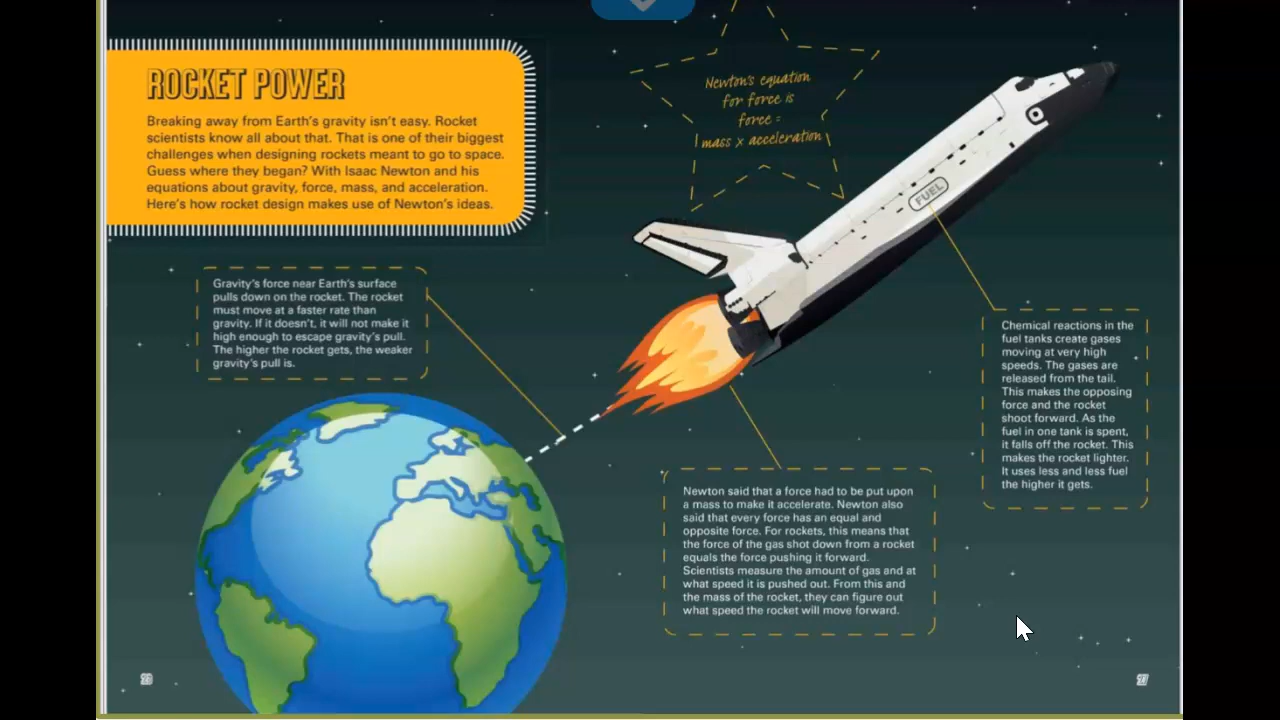 ROCKET POWER
Breaking away from Earth's gravity isn't easy. Rocket
scientists know all about that. That is one of their biggest
challenges when designing rockets meant to go to space.
Guess where they began? With Isaac Newton and his
equations about gravity, force, mass, and acceleration.
Here's how rocket design makes use of Newton's ideas.
Newton's equation
for force is
force =
mass x acceleration
FUEL
Gravity's force near Earth's surface
pulls down on the rocket. The rocket
must move at a faster rate than
gravity. If it doesn't, it will not make it
high enough to escape gravity's pull.
The higher the rocket gets, the weaker
gravity's pull is.
Chemical reactions in the
fuel tanks create gases
moving at very high
speeds. The gases are
released from the tail.
This makes the opposing
force and the rocket
shoot forward. As the
fuel in one tank is spent,
it falls off the rocket. This
makes the rocket lighter.
It uses less and less fuel
the higher it gets.
Newton said that a force had to be put upon
a mass to make it accelerate. Newton also
said that every force has an equal and
opposite force. For rockets, this means that
the force of the gas shot down from a rocket
equals the force pushing it forward.
Scientists measure the amount of gas and at
what speed it is pushed out. From this and
the mass of the rocket, they can figure out
what speed the rocket will move forward.